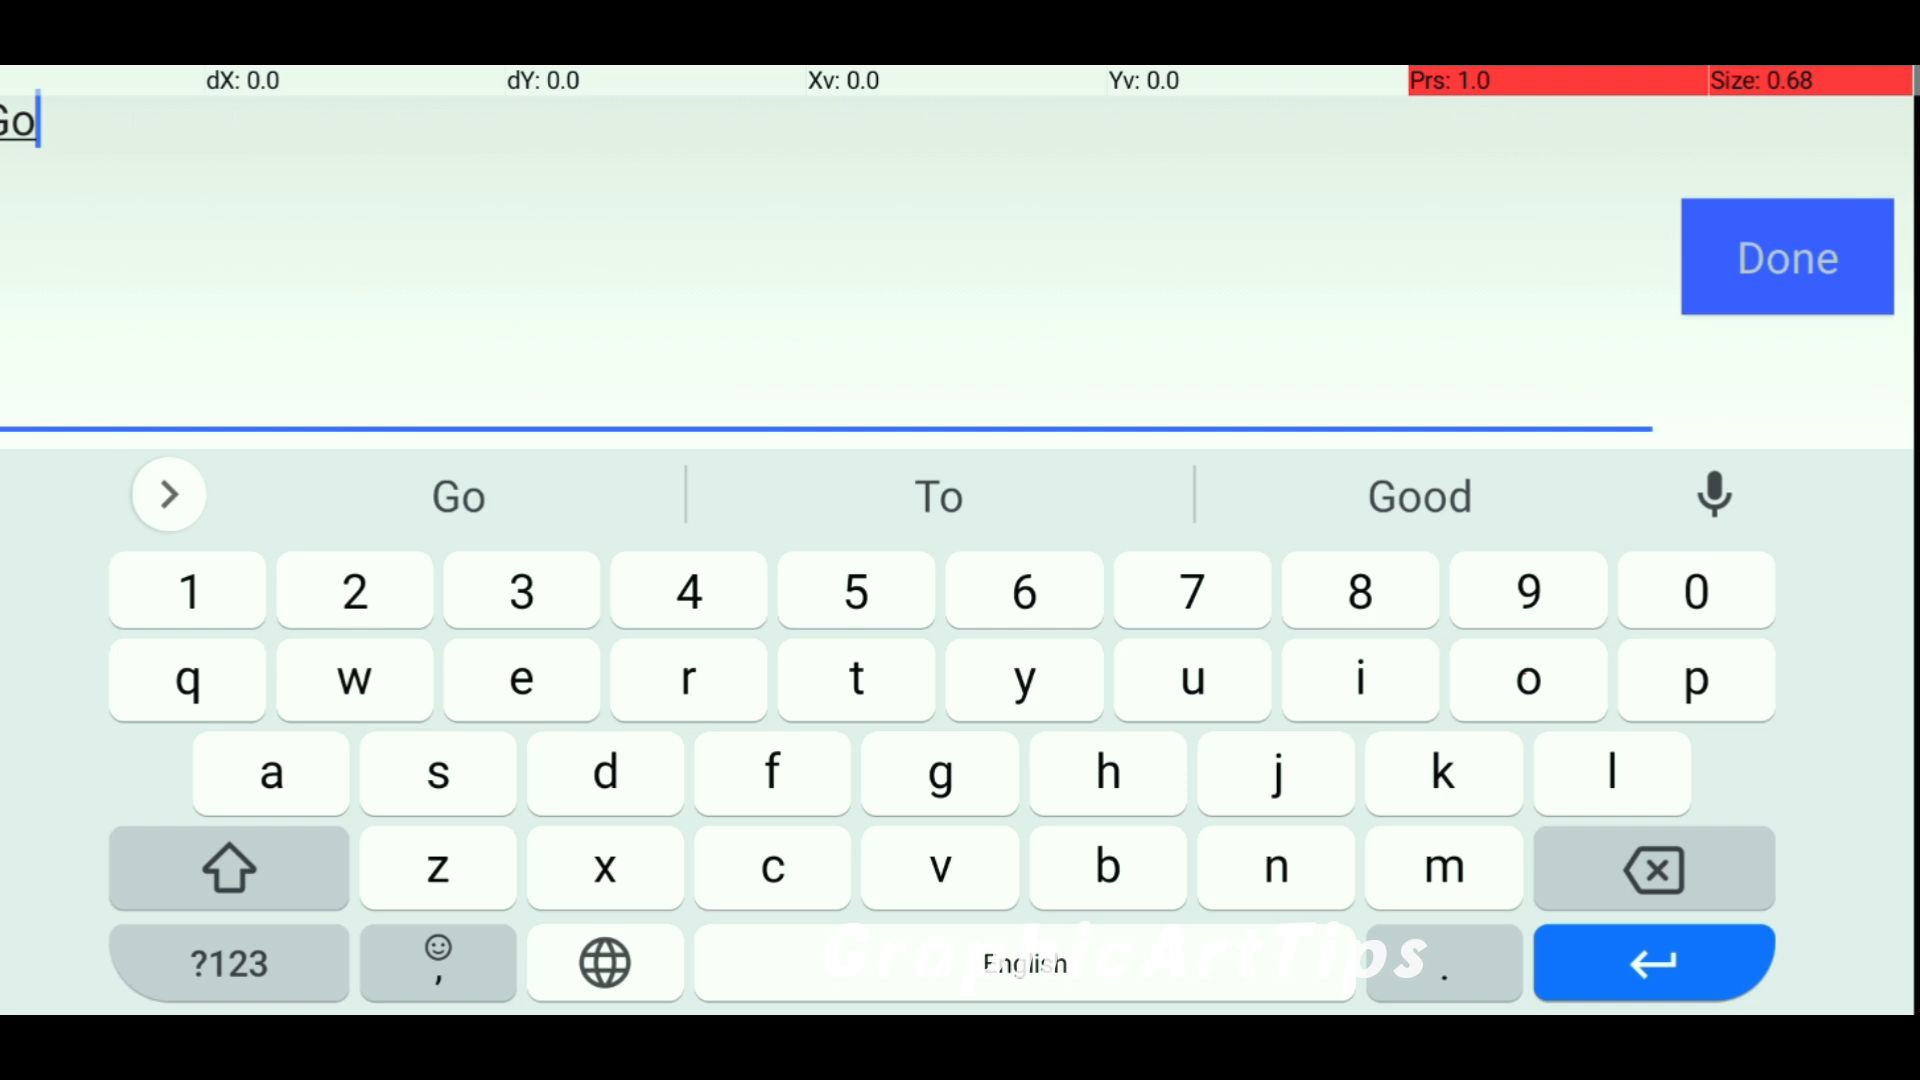 dX: 0.0 dY: 0.0 Xv: 0.0 Yv: 0.0 Prs: 1.0 Size: 0.68
Go
Done
Go To Good
1 2 3 4 5 6 7 8 9 0
q w e r t y u i o p
a s d f g h j k l
z x c v b n m
?123 , English .
GraphicArtTips